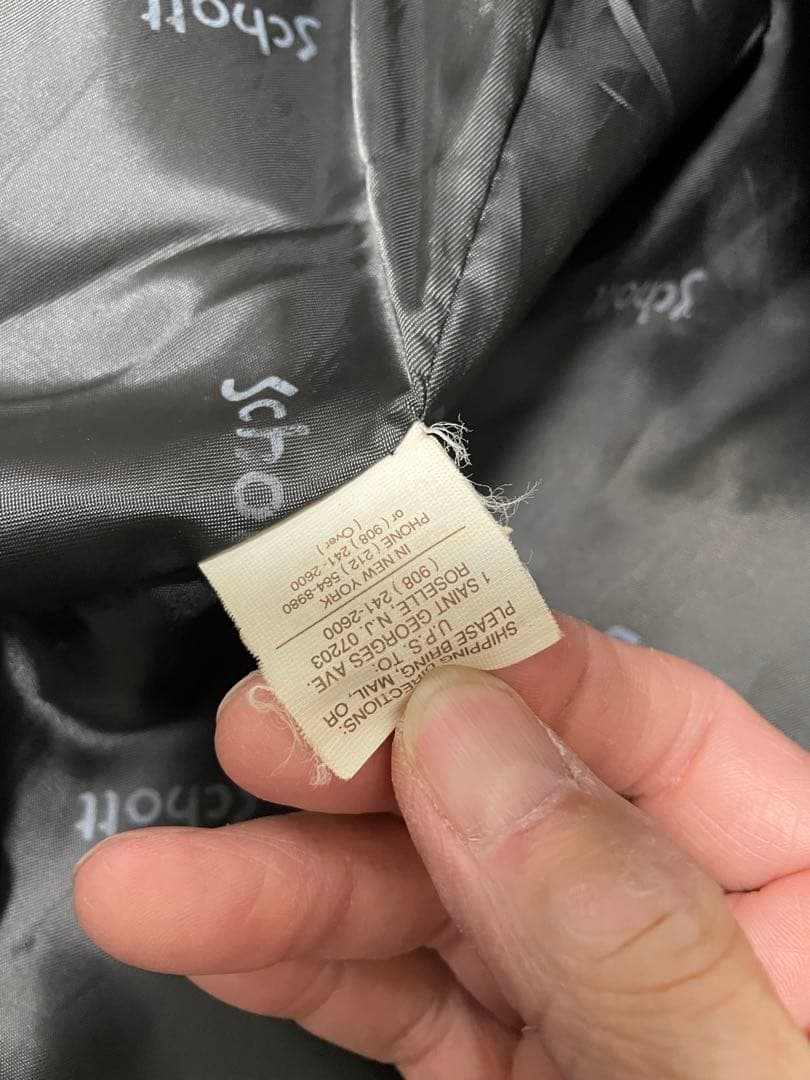 schott
schott
Scho
schott
SHIPPING DIRECTIONS:
PLEASE BRING, MAIL, OR
U.P.S. TO:
1 SAINT GEORGES AVE.
ROSELLE, N.J. 07203
(908) 241-2600
IN NEW YORK
PHONE (212) 564-8980
or (908) 241-2600
(Over)